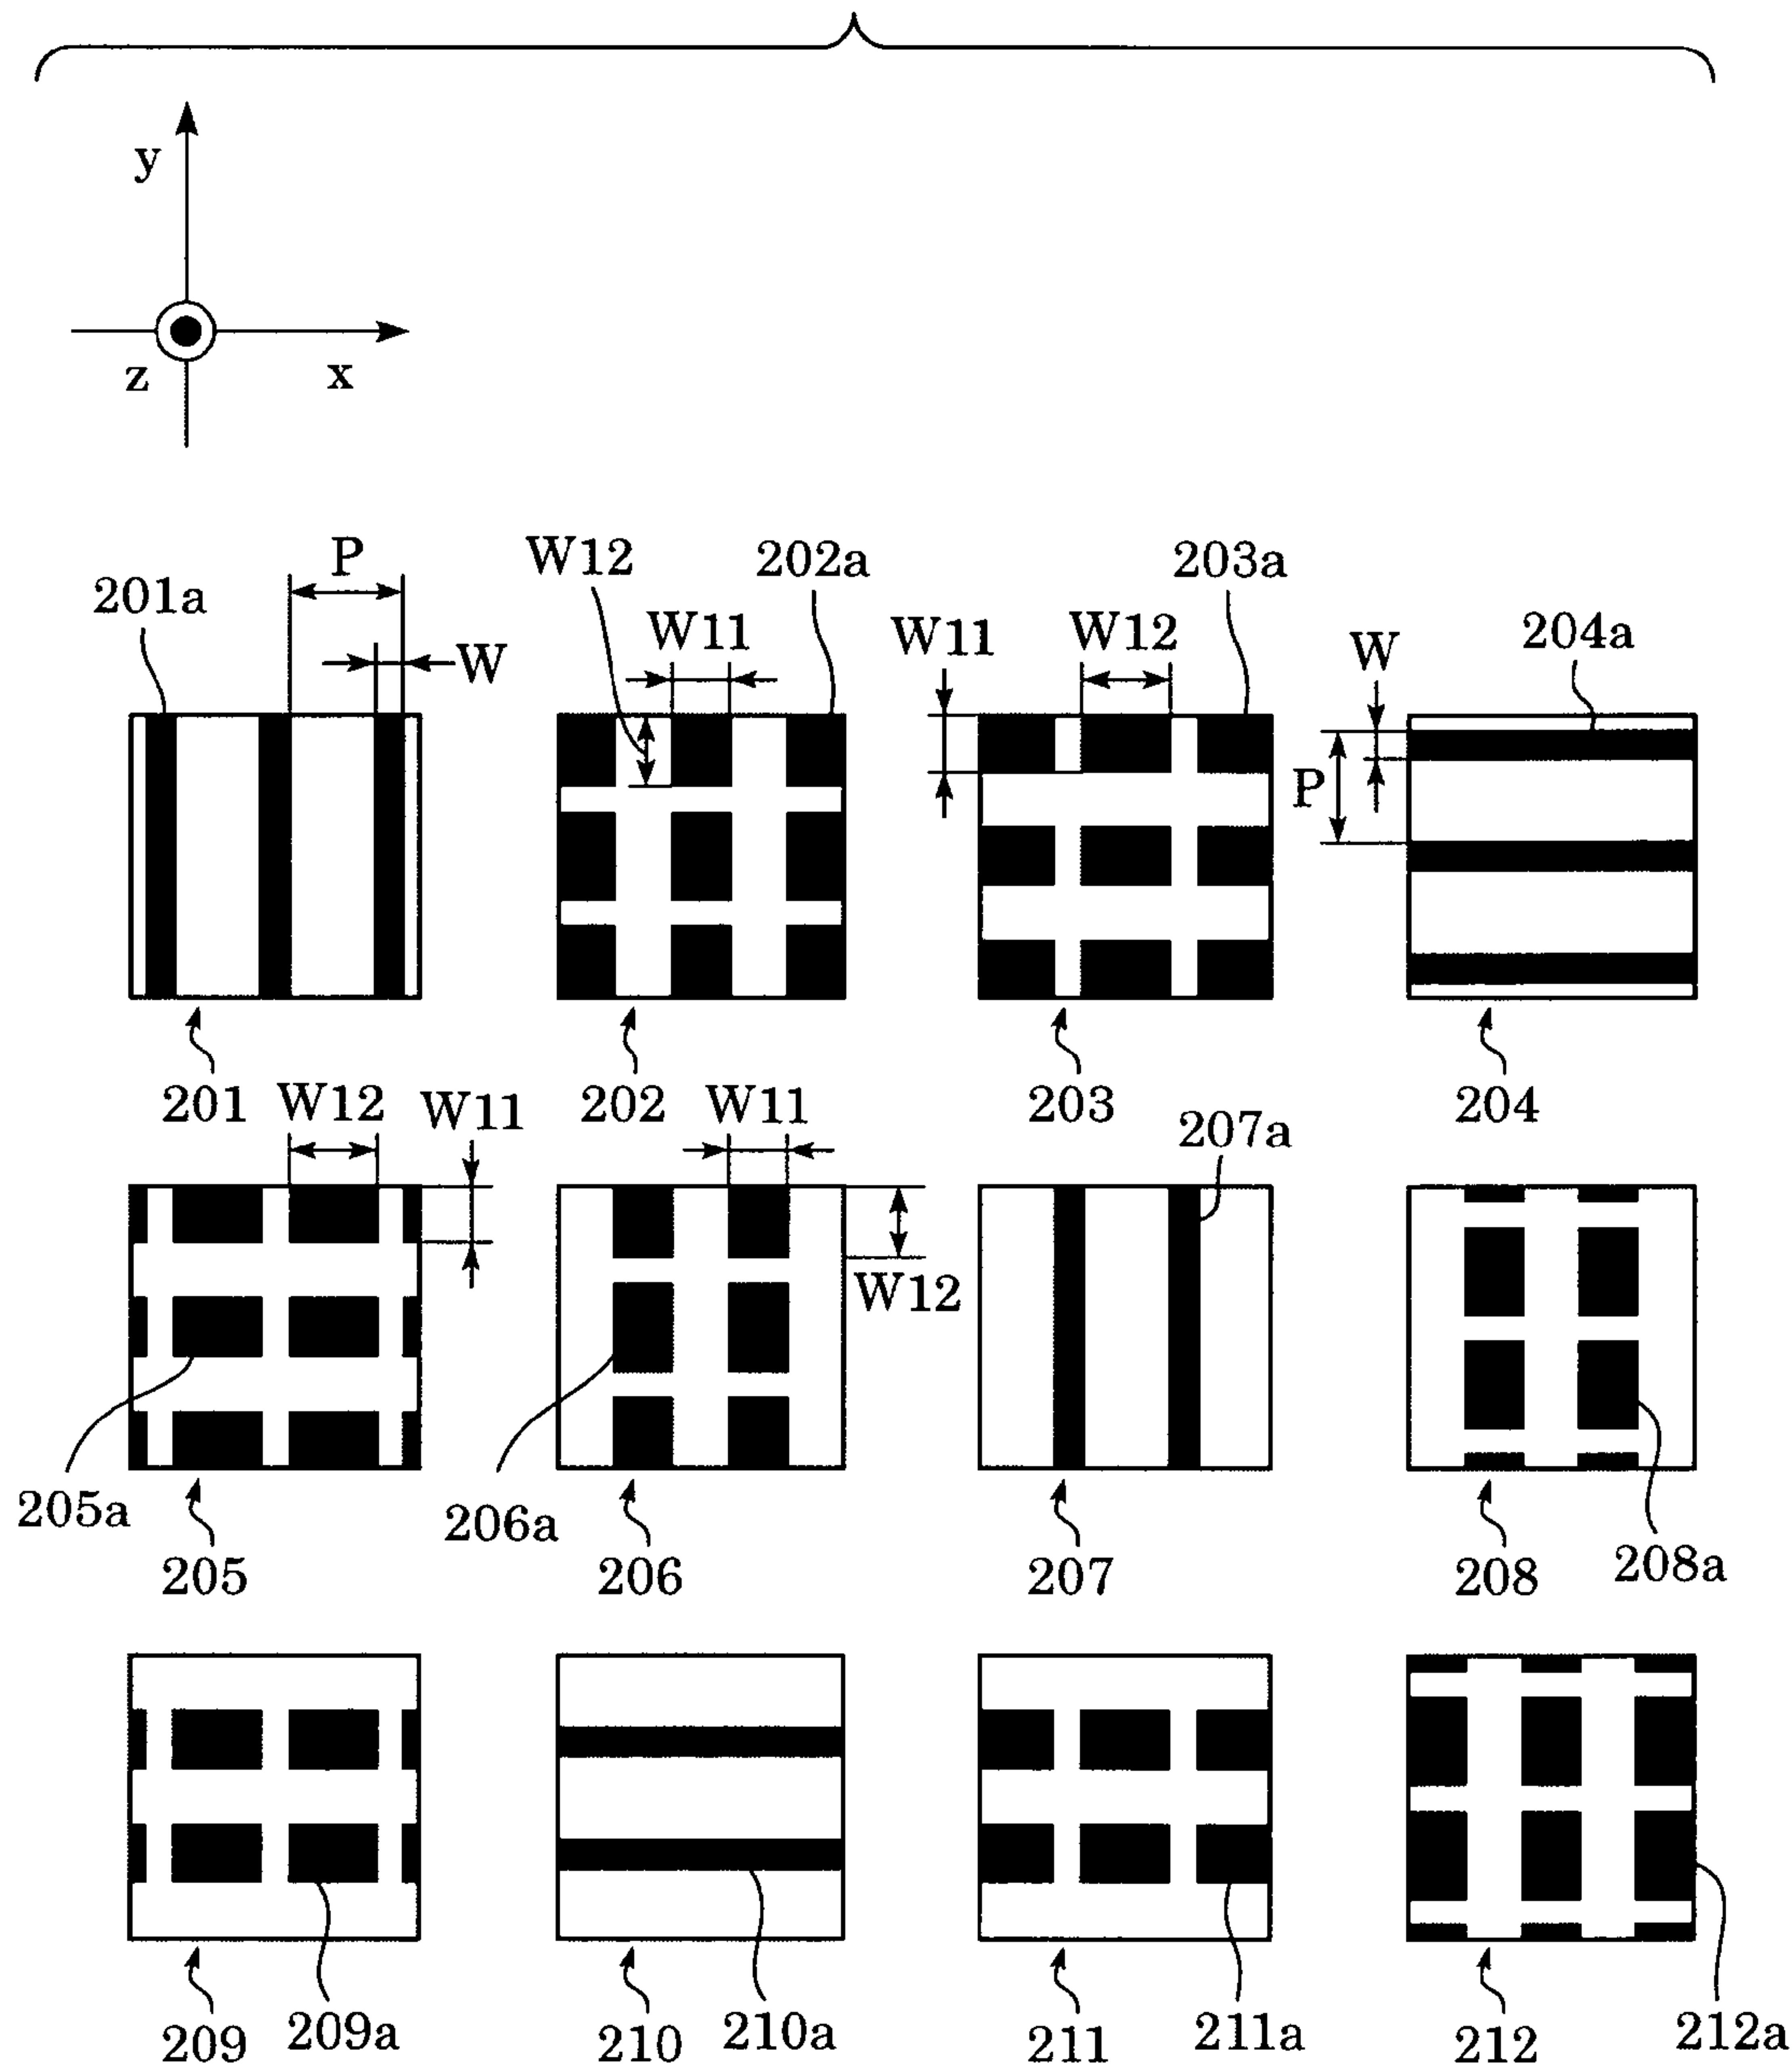 y
z x
P
W12 202a 203a
201a
W11 W11 W12 W 204a
W
P
201 202 203 204
W12 W11 W11 207a
W12
205a 206a 208a
205 206 207 208
209a 210a 211a 212a
209 210 211 212